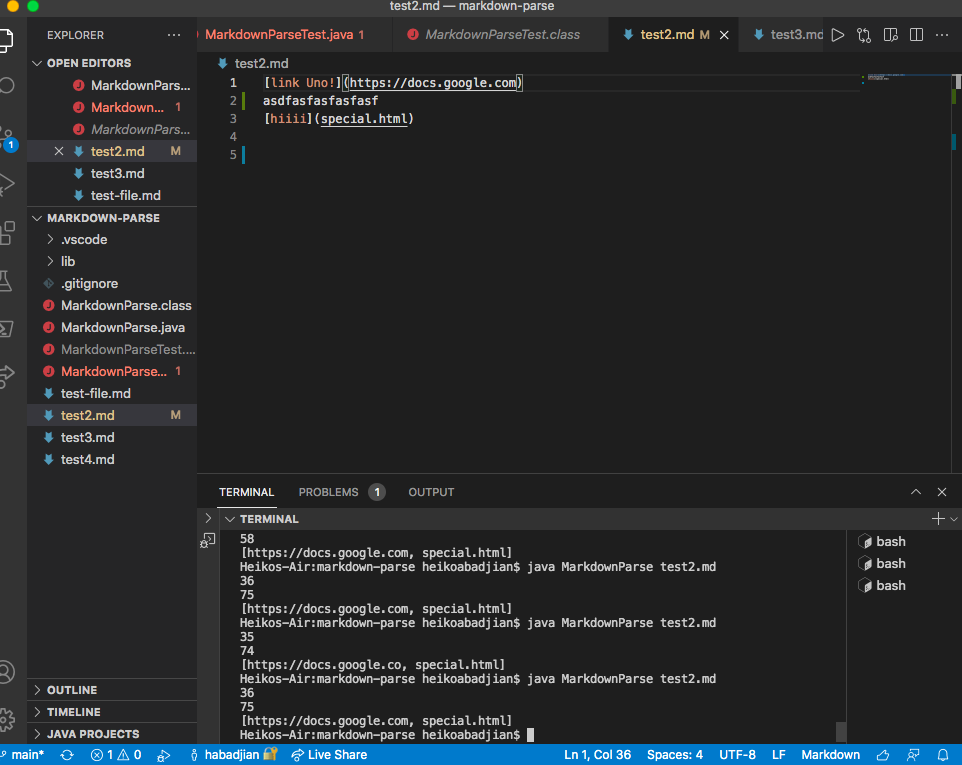 test2.md — markdown-parse
EXPLORER ···
MarkdownParseTest.java 1
MarkdownParseTest.class
test2.md M
test3.md
OPEN EDITORS
MarkdownPars...
Markdown... 1
MarkdownPars...
test2.md M
test3.md
test-file.md
MARKDOWN-PARSE
.vscode
lib
.gitignore
MarkdownParse.class
MarkdownParse.java
MarkdownParseTest....
MarkdownParse... 1
test-file.md
test2.md M
test3.md
test4.md
OUTLINE
TIMELINE
JAVA PROJECTS
1
test2.md
1 [link Uno!](https://docs.google.com)
2 asdfasfasfasfasf
3 [hiiii](special.html)
4
5
TERMINAL PROBLEMS 1 OUTPUT
TERMINAL
58
[https://docs.google.com, special.html]
Heikos-Air:markdown-parse heikoabadjian$ java MarkdownParse test2.md
36
75
[https://docs.google.com, special.html]
Heikos-Air:markdown-parse heikoabadjian$ java MarkdownParse test2.md
35
74
[https://docs.google.co, special.html]
Heikos-Air:markdown-parse heikoabadjian$ java MarkdownParse test2.md
36
75
[https://docs.google.com, special.html]
Heikos-Air:markdown-parse heikoabadjian$
bash
bash
bash
main* 1 0 habadjian Live Share Ln 1, Col 36 Spaces: 4 UTF-8 LF Markdown